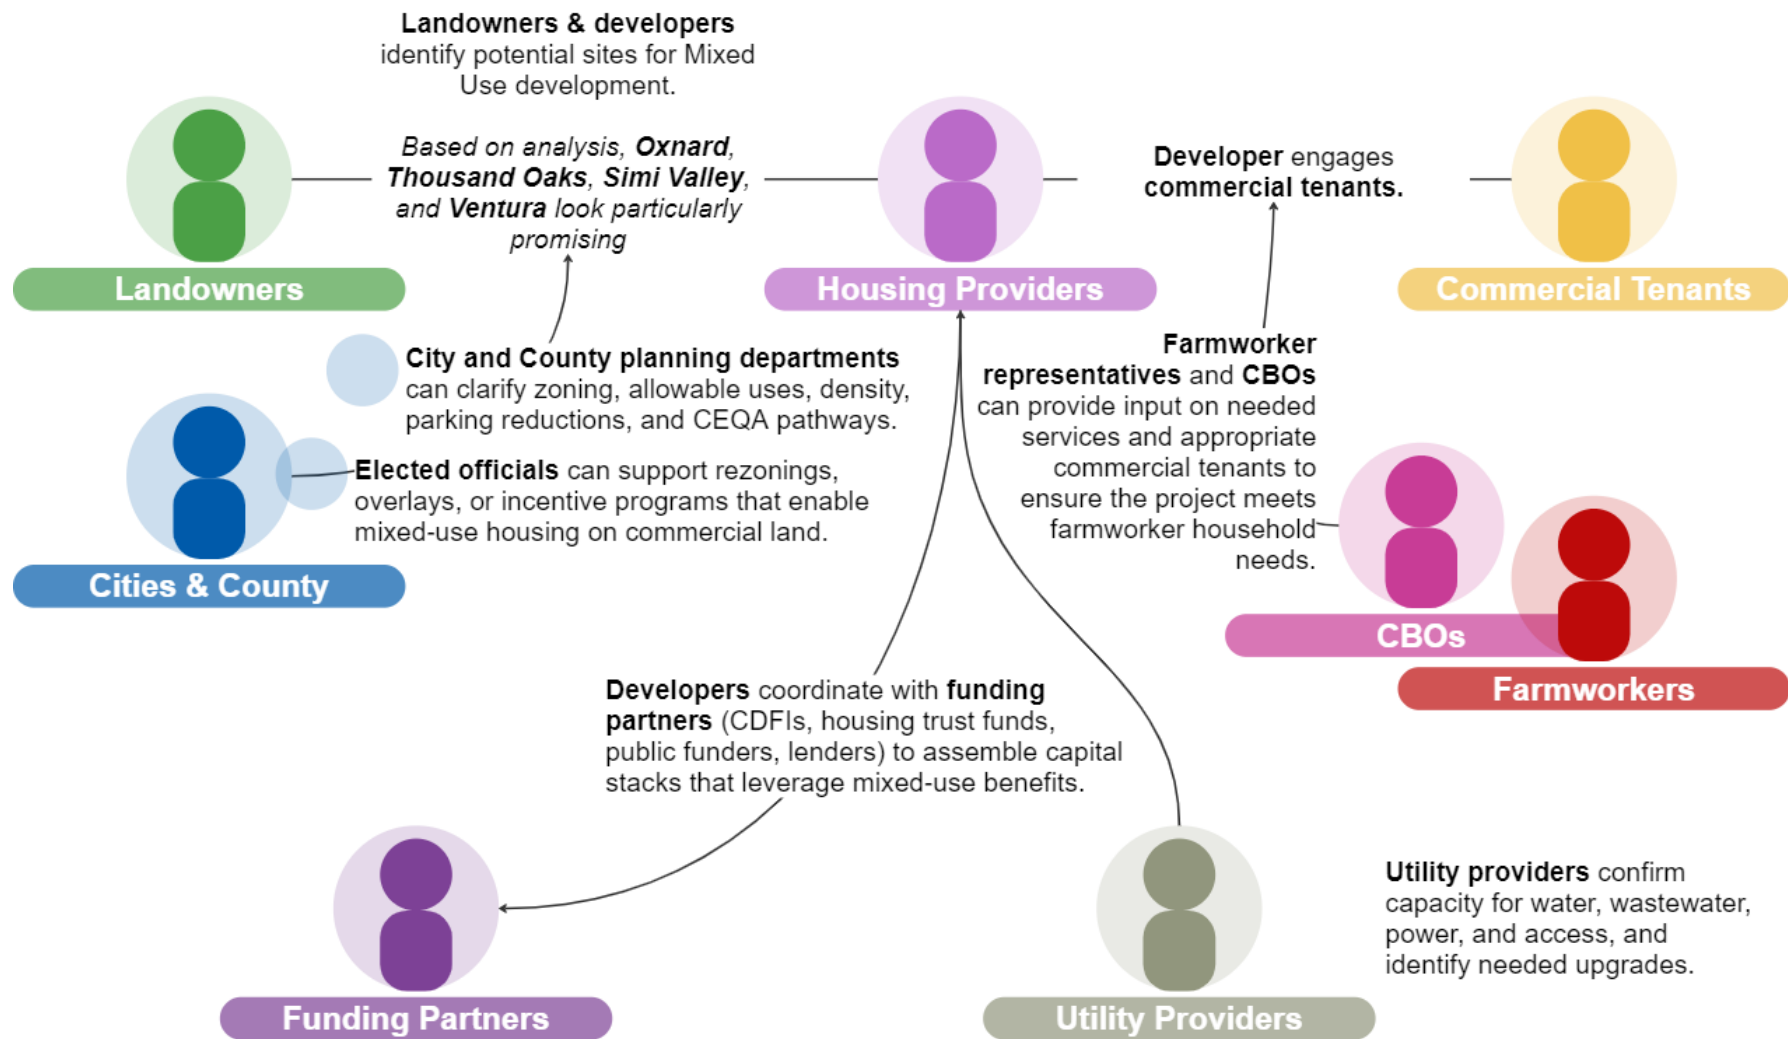 Landowners & developers
identify potential sites for Mixed
Use development.
Based on analysis, Oxnard,
Thousand Oaks, Simi Valley,
and Ventura look particularly
promising
Developer engages
commercial tenants.
Landowners
Housing Providers
Commercial Tenants
City and County planning departments
can clarify zoning, allowable uses, density,
parking reductions, and CEQA pathways.
Elected officials can support rezonings,
overlays, or incentive programs that enable
mixed-use housing on commercial land.
Cities & County
Farmworker
representatives and CBOs
can provide input on needed
services and appropriate
commercial tenants to
ensure the project meets
farmworker household
needs.
CBOs
Farmworkers
Developers coordinate with funding
partners (CDFIs, housing trust funds,
public funders, lenders) to assemble capital
stacks that leverage mixed-use benefits.
Utility providers confirm
capacity for water, wastewater,
power, and access, and
identify needed upgrades.
Funding Partners
Utility Providers